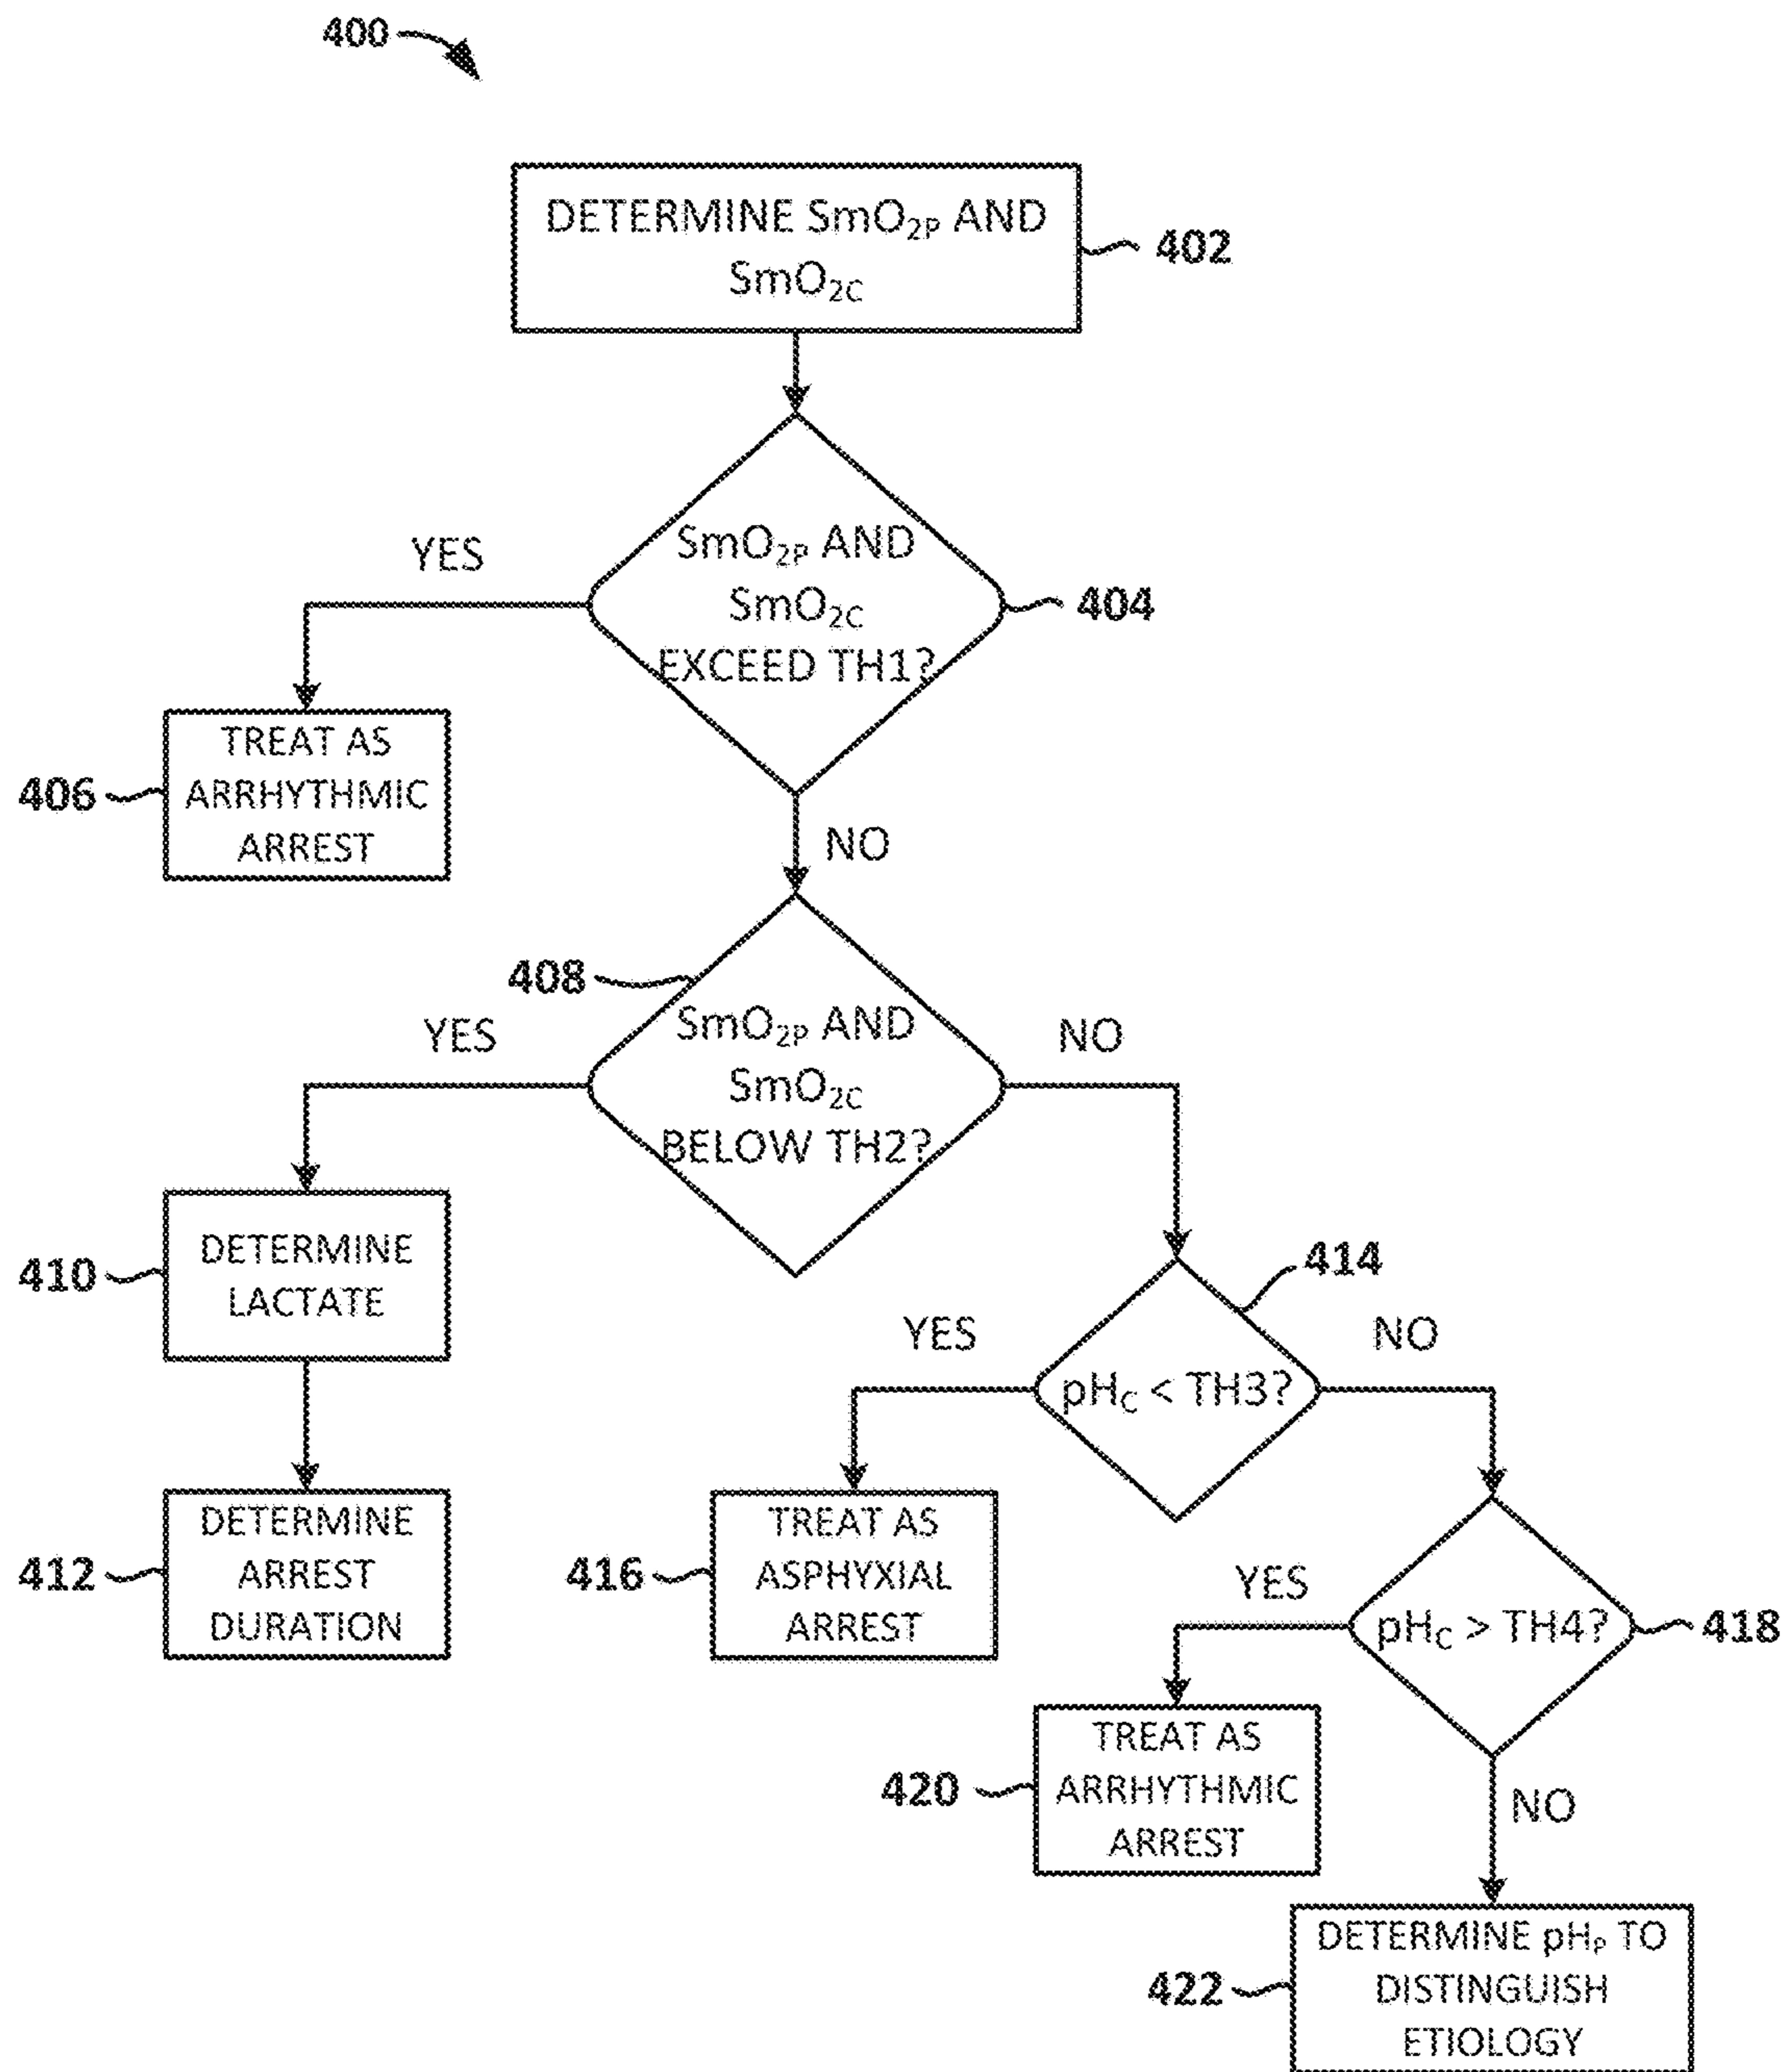 400
DETERMINE SmO₂P AND
SmO₂C
402
SmO₂P AND
SmO₂C
EXCEED TH1?
404
YES
TREAT AS
ARRHYTHMIC
ARREST
406
NO
408
SmO₂P AND
SmO₂C
BELOW TH2?
YES
NO
DETERMINE
LACTATE
410
DETERMINE
ARREST
DURATION
412
414
pHC < TH3?
YES
NO
TREAT AS
ASPHYXIAL
ARREST
416
pHC > TH4?
418
YES
TREAT AS
ARRHYTHMIC
ARREST
420
NO
DETERMINE pHP TO
DISTINGUISH
ETIOLOGY
422